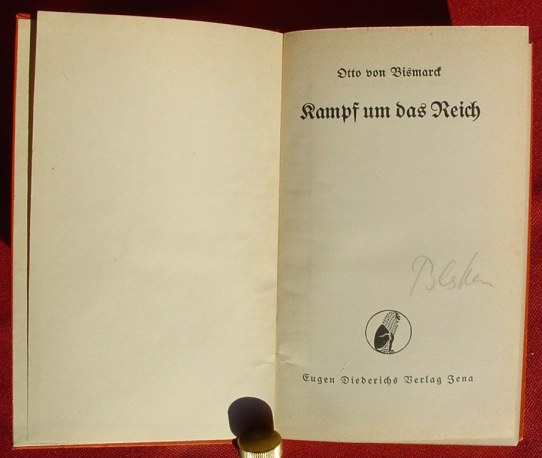 Otto von Bismarck
Kampf um das Reich
Eugen Diederichs Verlag Jena